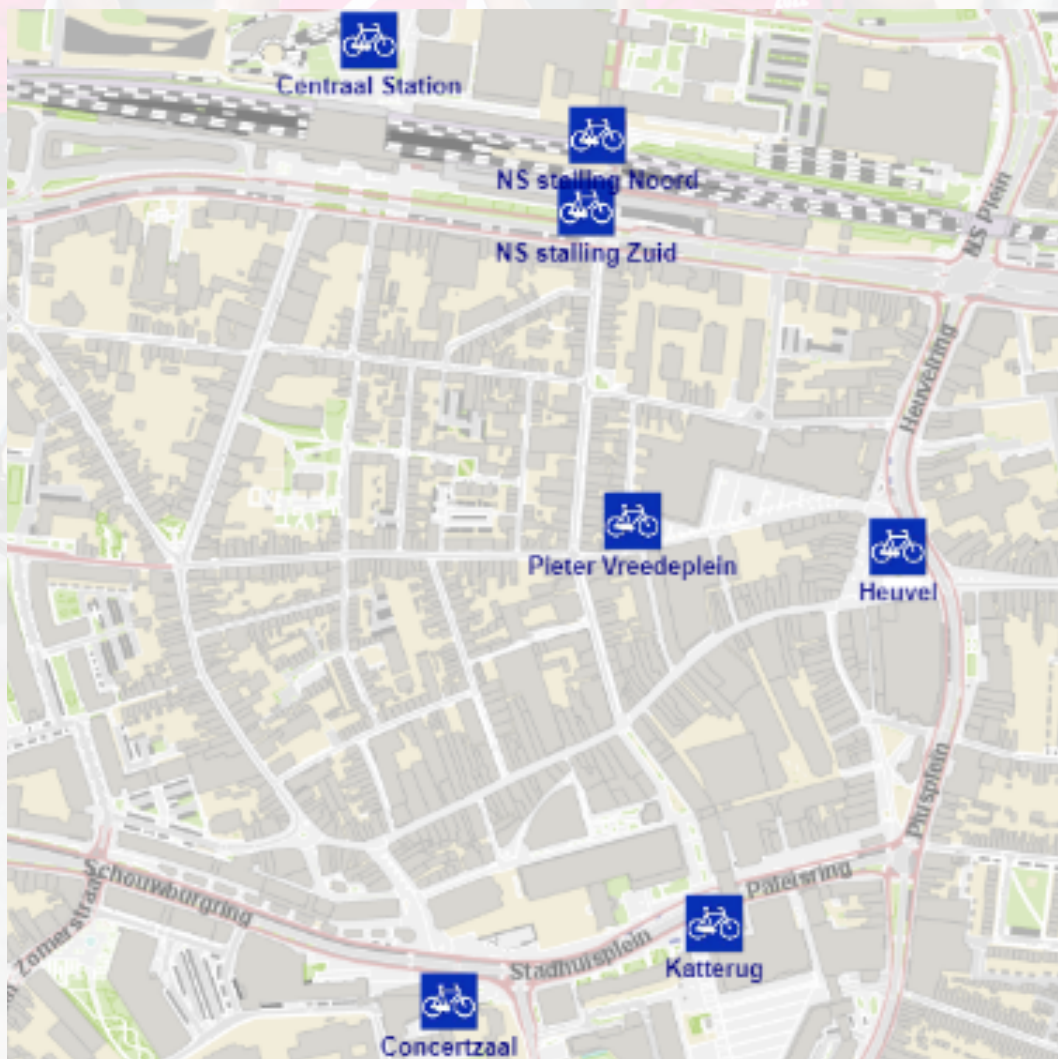 Centraal Station
NS stalling Noord
NS stalling Zuid
NS Plein
Heuvelring
Pieter Vreedeplein
Heuvel
Piusplein
Schouwburgring
Paleisring
Zomerstraat
Stadhuisplein
Katterug
Concertzaal